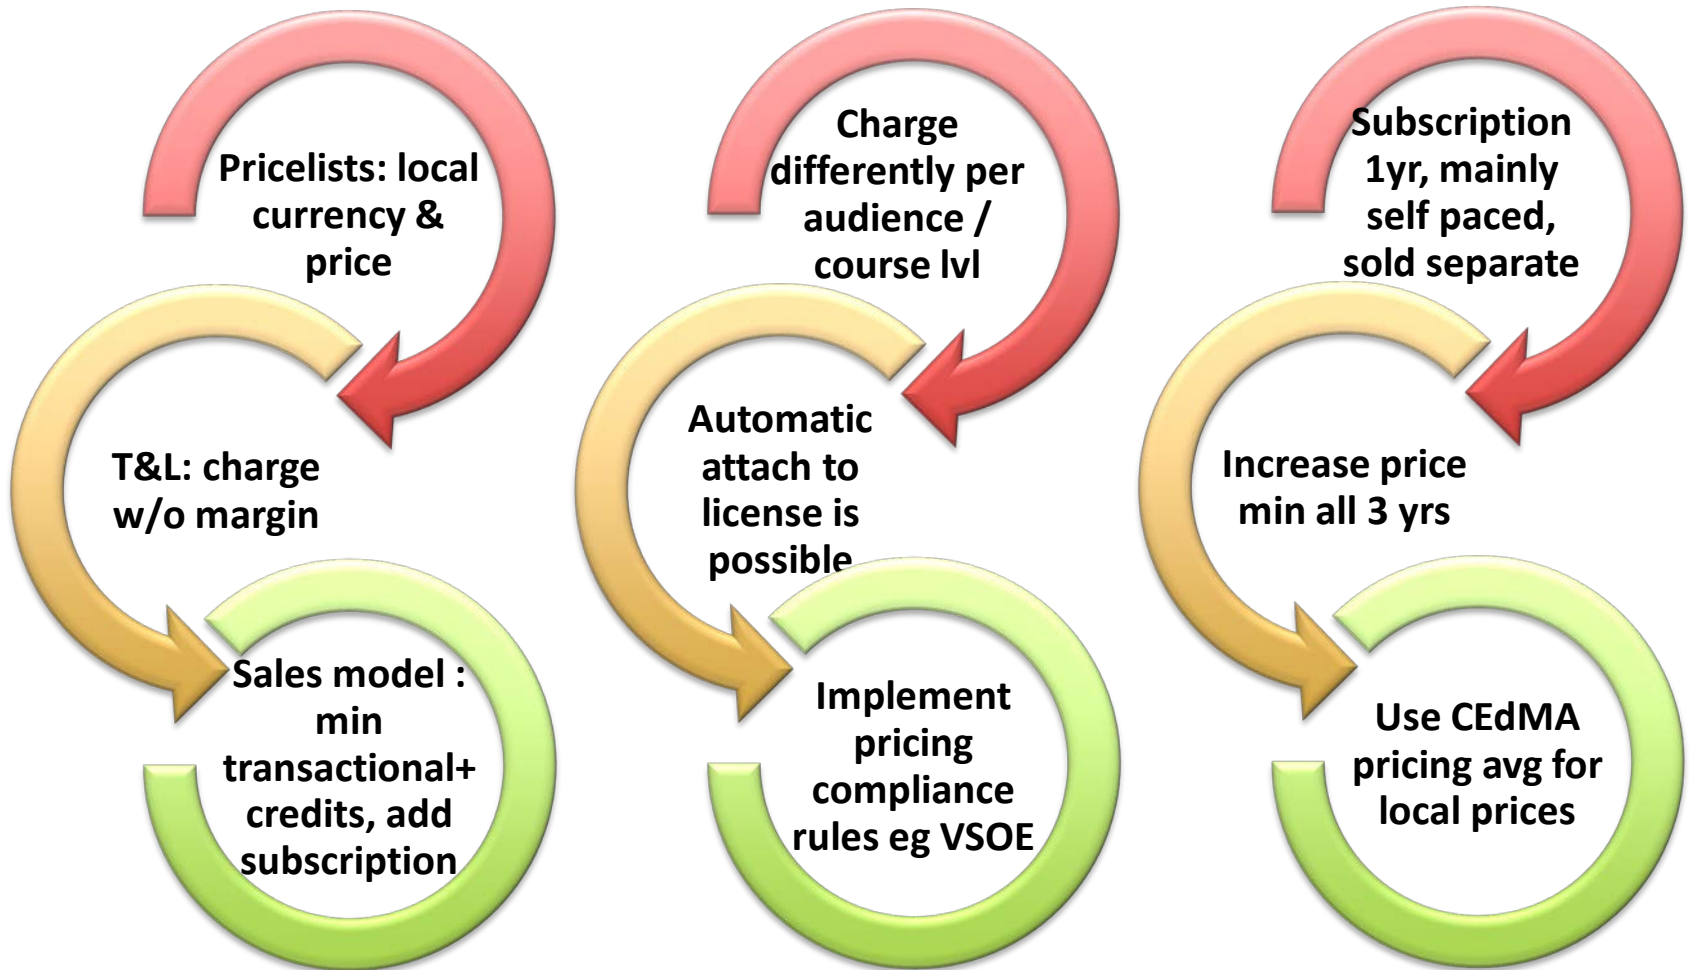 Pricelists: local
currency &
price
T&L: charge
w/o margin
Sales model :
min
transactional+
credits, add
subscription
Charge
differently per
audience /
course lvl
Automatic
attach to
license is
possible
Implement
pricing
compliance
rules eg VSOE
Subscription
1yr, mainly
self paced,
sold separate
Increase price
min all 3 yrs
Use CEdMA
pricing avg for
local prices